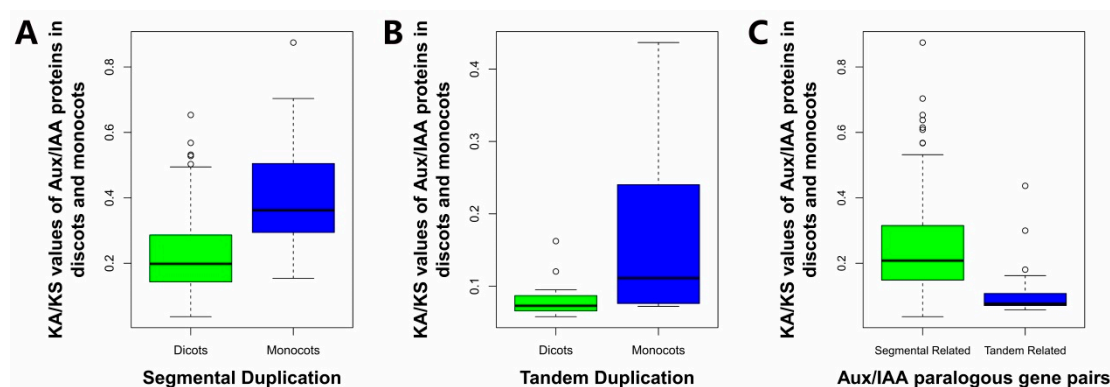 A
KA/KS values of Aux/IAA proteins in
discots and monocots
0.8
0.6
0.4
0.2
Dicots
Monocots
Segmental Duplication
B
KA/KS values of Aux/IAA proteins in
discots and monocots
0.4
0.3
0.2
0.1
Dicots
Monocots
Tandem Duplication
C
KA/KS values of Aux/IAA proteins in
discots and monocots
0.8
0.6
0.4
0.2
Segmental Related
Tandem Related
Aux/IAA paralogous gene pairs